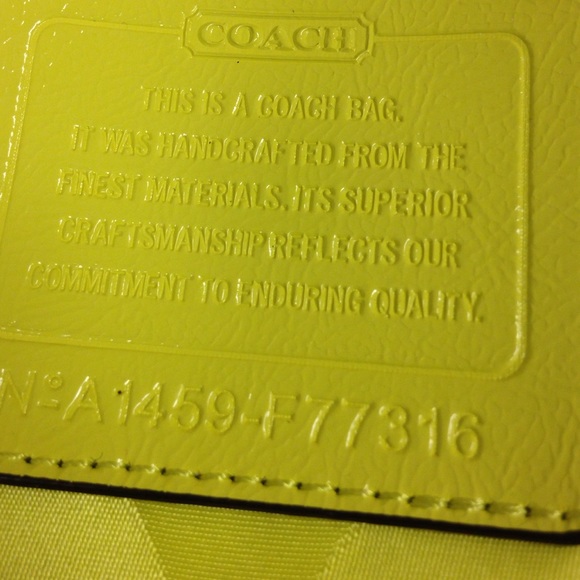 COACH
THIS IS A COACH BAG.
IT WAS HANDCRAFTED FROM THE
FINEST MATERIALS. ITS SUPERIOR
CRAFTSMANSHIP REFLECTS OUR
COMMITMENT TO ENDURING QUALITY.
Nº A1459-F77316